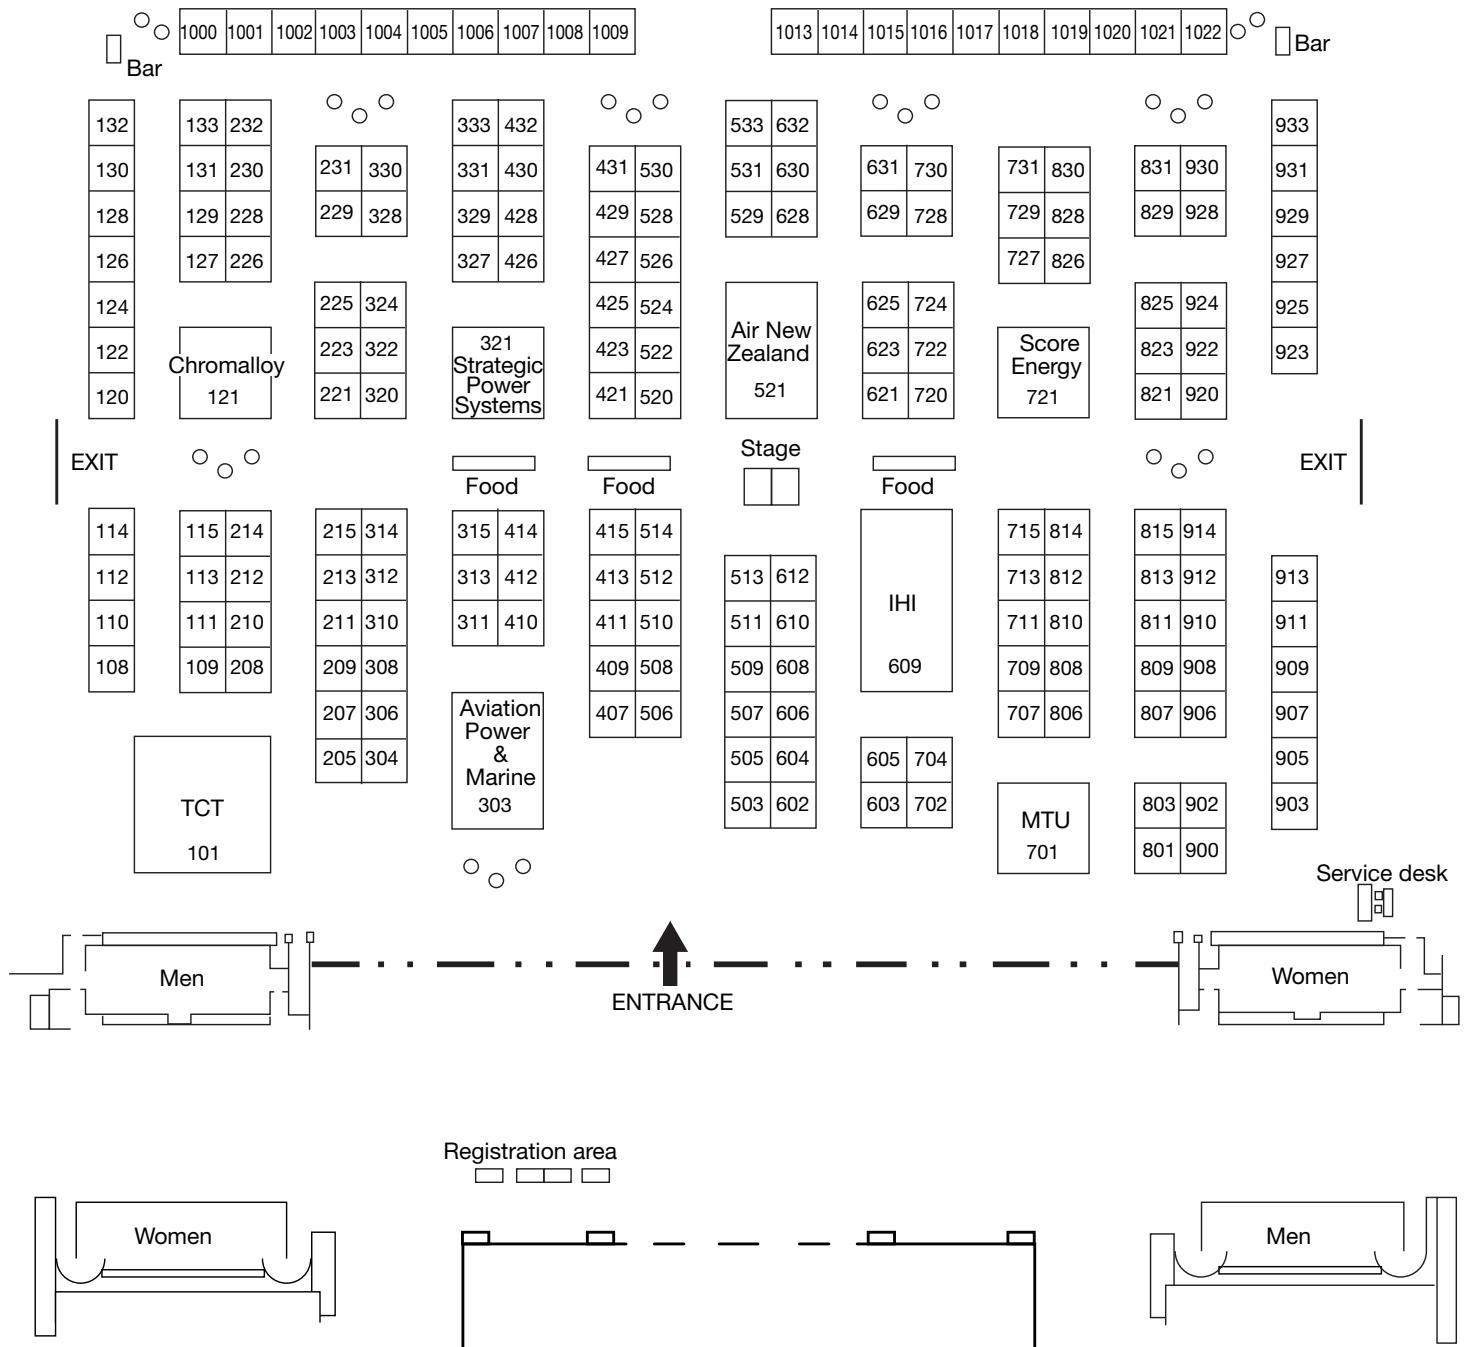 1000 1001 1002 1003 1004 1005 1006 1007 1008 1009 1013 1014 1015 1016 1017 1018 1019 1020 1021 1022
Bar
Bar
132 133 232 333 432 533 632 933
130 131 230 231 330 331 430 431 530 531 630 631 730 731 830 831 930 931
128 129 228 229 328 329 428 429 528 529 628 629 728 729 828 829 928 929
126 127 226 327 426 427 526 727 826 927
124 225 324 425 524 625 724 825 924 925
122 Chromalloy 223 322 321 423 522 Air New 623 722 Score 823 922 923
Strategic Zealand Energy
Power
120 121 221 320 Systems 421 520 521 621 720 721 821 920
EXIT Stage EXIT
Food Food Food
114 115 214 215 314 315 414 415 514 715 814 815 914
112 113 212 213 312 313 412 413 512 513 612 713 812 813 912 913
110 111 210 211 310 311 410 411 510 511 610 IHI 711 810 811 910 911
108 109 208 209 308 409 508 509 608 609 709 808 809 908 909
207 306 Aviation 407 506 507 606 707 806 807 906 907
Power
&
205 304 Marine 505 604 605 704 905
TCT 303 503 602 603 702 MTU 803 902 903
101 701 801 900
Service desk
Men Women
ENTRANCE
Registration area
Women Men